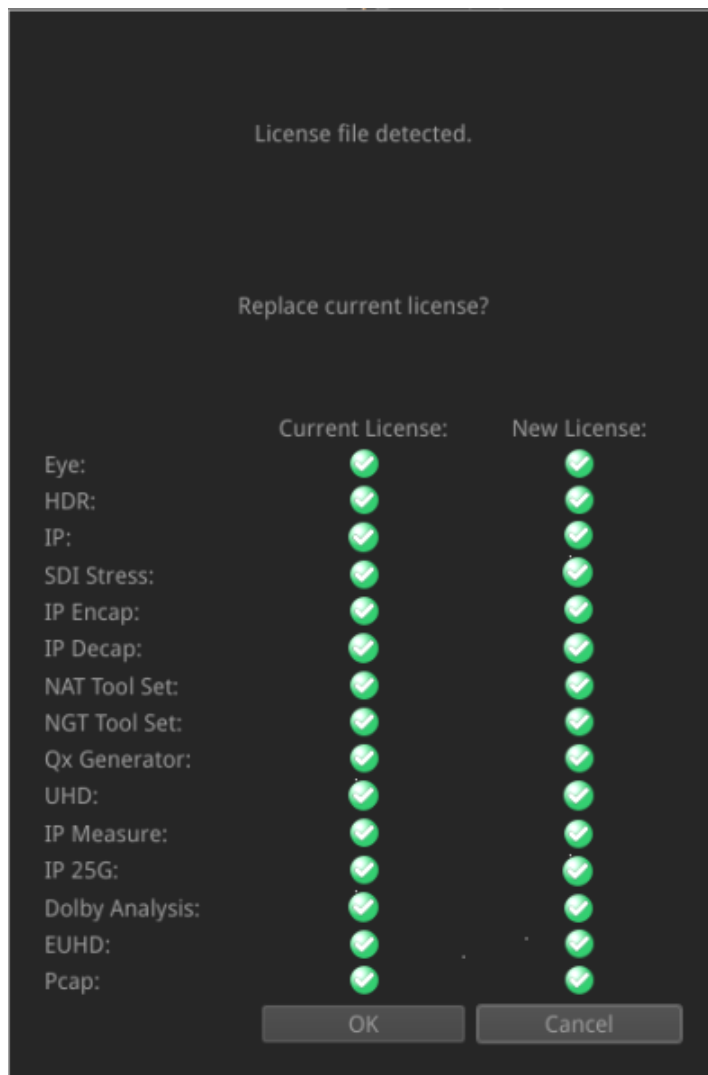 License file detected.
Replace current license?
Current License: New License:
Eye:
HDR:
IP:
SDI Stress:
IP Encap:
IP Decap:
NAT Tool Set:
NGT Tool Set:
Qx Generator:
UHD:
IP Measure:
IP 25G:
Dolby Analysis:
EUHD:
Pcap:
OK Cancel